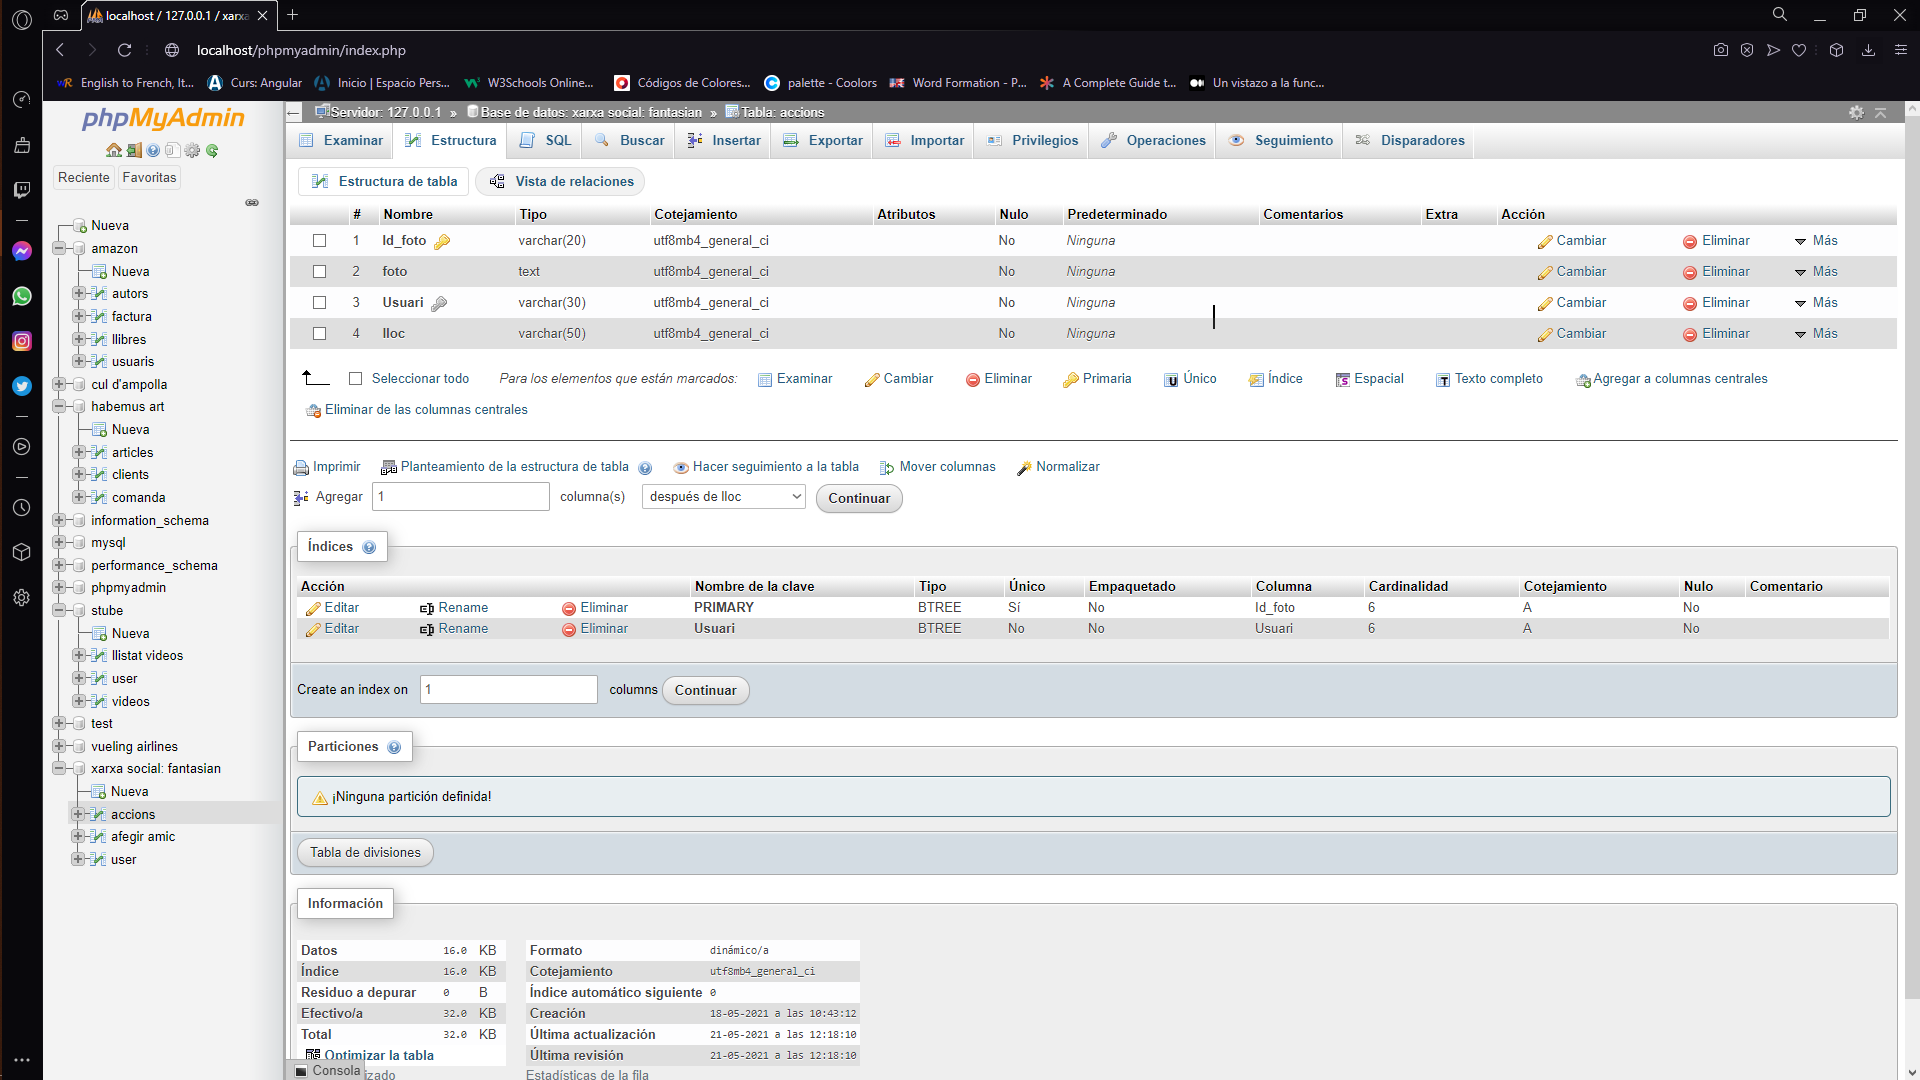 localhost / 127.0.0.1 / xarx
localhost/phpmyadmin/index.php
English to French, It... Curs: Angular Inicio | Espacio Pers... W3Schools Online... Códigos de Colores... palette - Coolors Word Formation - P... A Complete Guide t... Un vistazo a la func...
phpMyAdmin
Reciente Favoritas
Nueva
amazon
Nueva
autors
factura
llibres
usuaris
cul d'ampolla
habemus art
Nueva
articles
clients
comanda
information_schema
mysql
performance_schema
phpmyadmin
stube
Nueva
llistat videos
user
videos
test
vueling airlines
xarxa social: fantasian
Nueva
accions
afegir amic
user
Servidor: 127.0.0.1 » Base de datos: xarxa social: fantasian » Tabla: accions
Examinar Estructura SQL Buscar Insertar Exportar Importar Privilegios Operaciones Seguimiento Disparadores
Estructura de tabla Vista de relaciones
# Nombre Tipo Cotejamiento Atributos Nulo Predeterminado Comentarios Extra Acción
1 Id_foto varchar(20) utf8mb4_general_ci No Ninguna Cambiar Eliminar Más
2 foto text utf8mb4_general_ci No Ninguna Cambiar Eliminar Más
3 Usuari varchar(30) utf8mb4_general_ci No Ninguna Cambiar Eliminar Más
4 lloc varchar(50) utf8mb4_general_ci No Ninguna Cambiar Eliminar Más
Seleccionar todo Para los elementos que están marcados: Examinar Cambiar Eliminar Primaria Único Índice Espacial Texto completo Agregar a columnas centrales
Eliminar de las columnas centrales
Imprimir Planteamiento de la estructura de tabla Hacer seguimiento a la tabla Mover columnas Normalizar
Agregar 1 columna(s) después de lloc Continuar
Índices
Acción Nombre de la clave Tipo Único Empaquetado Columna Cardinalidad Cotejamiento Nulo Comentario
Editar Rename Eliminar PRIMARY BTREE Sí No Id_foto 6 A No
Editar Rename Eliminar Usuari BTREE No No Usuari 6 A No
Create an index on 1 columns Continuar
Particiones
¡Ninguna partición definida!
Tabla de divisiones
Información
Datos 16.0 KB
Índice 16.0 KB
Residuo a depurar 0 B
Efectivo/a 32.0 KB
Total 32.0 KB
Optimizar la tabla
Formato dinámico/a
Cotejamiento utf8mb4_general_ci
Índice automático siguiente 0
Creación 18-05-2021 a las 10:43:12
Última actualización 21-05-2021 a las 12:18:10
Última revisión 21-05-2021 a las 12:18:10
Consola
Estadísticas de la fila